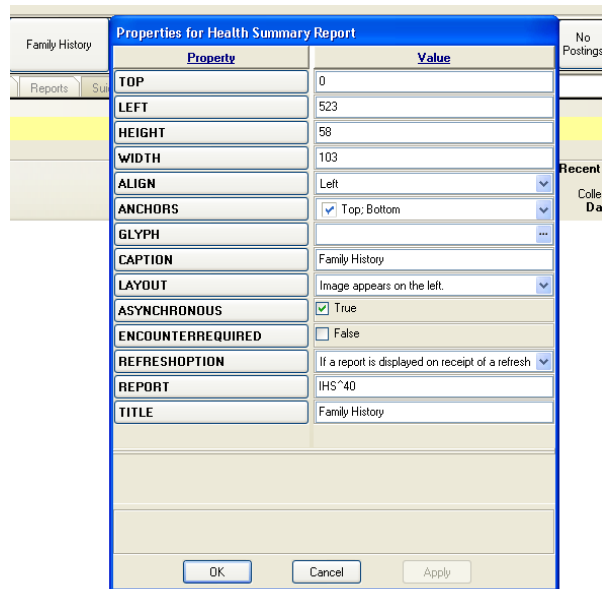 Properties for Health Summary Report
Family History
No
Postings
Property Value
Reports Sui
TOP 0
LEFT 523
HEIGHT 58
WIDTH 103
Recent
ALIGN Left
Colle
ANCHORS Top; Bottom
Da
GLYPH ...
CAPTION Family History
LAYOUT Image appears on the left.
ASYNCHRONOUS True
ENCOUNTERREQUIRED False
REFRESHOPTION If a report is displayed on receipt of a refresh
REPORT IHS^40
TITLE Family History
OK Cancel Apply